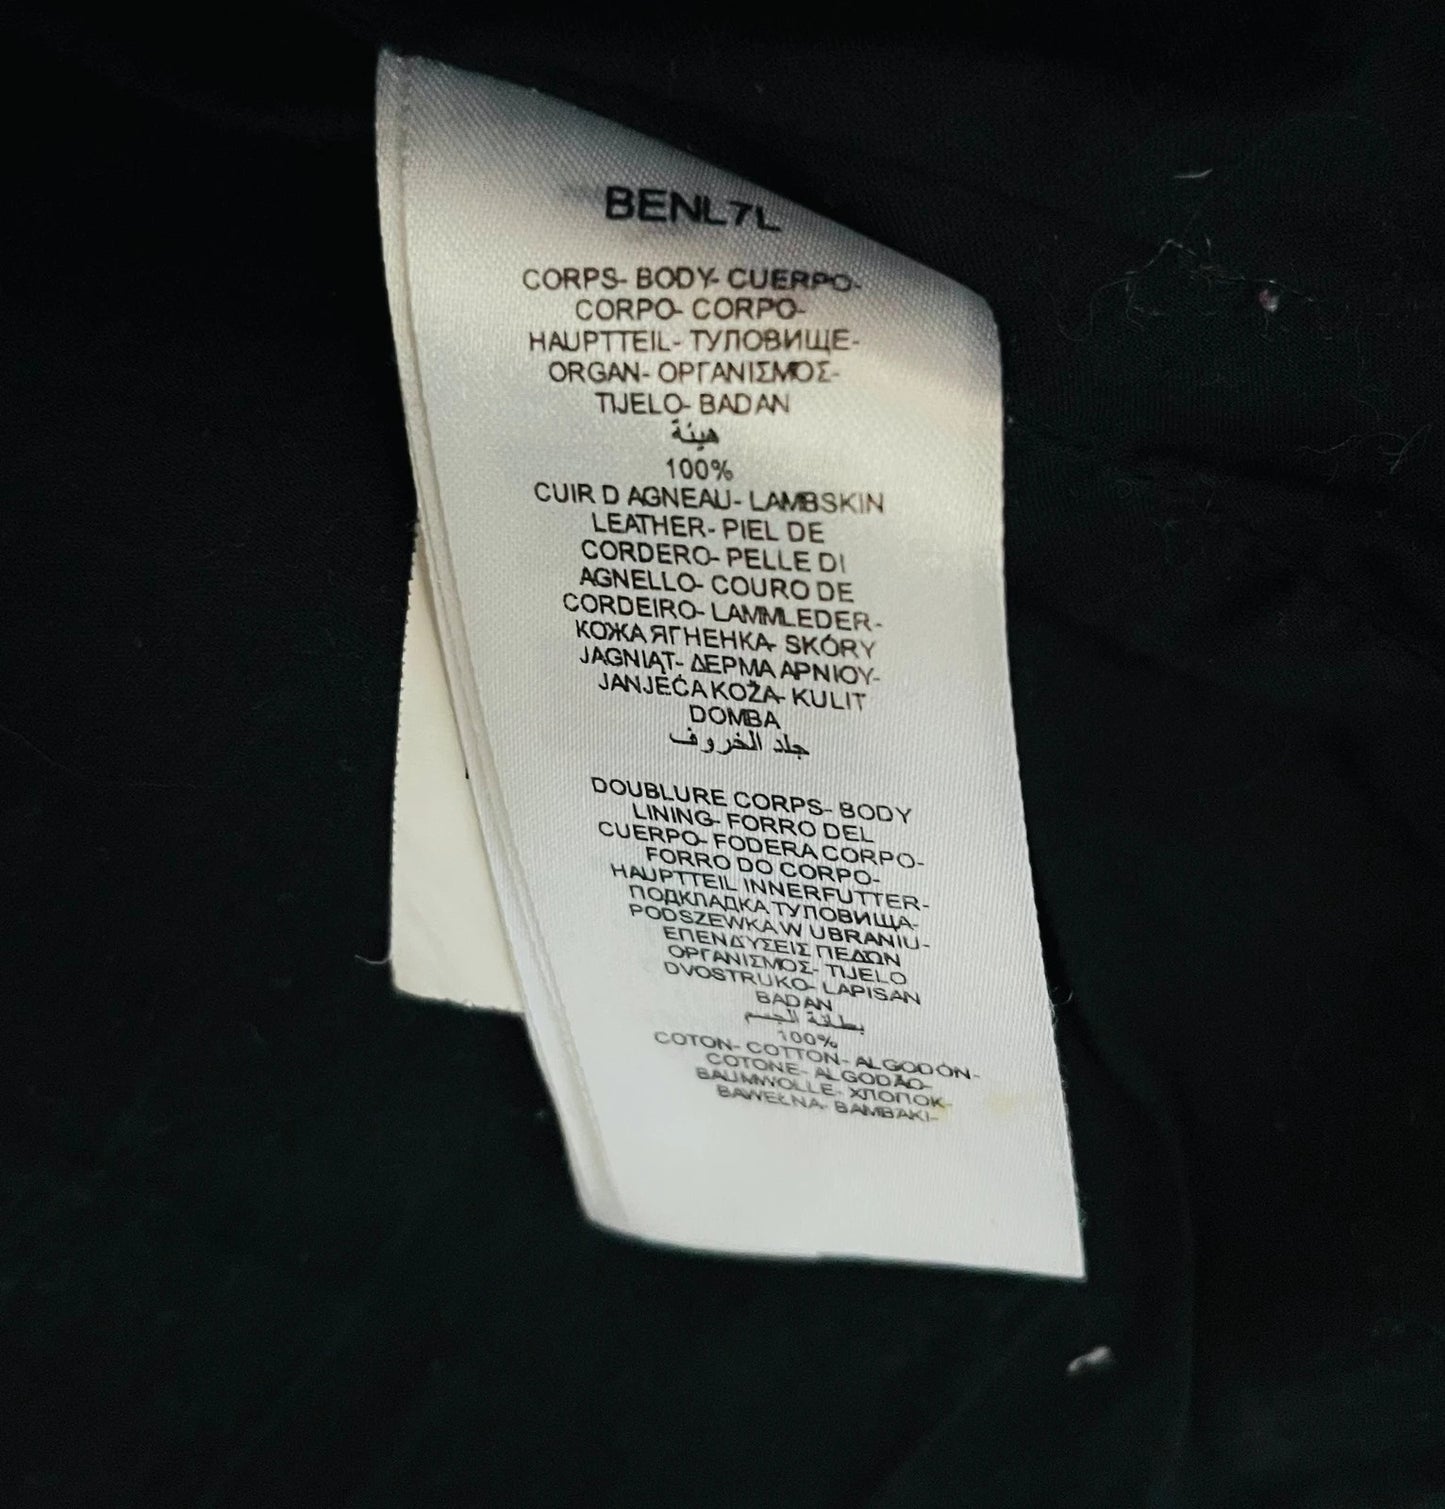 BENL7L
CORPS- BODY- CUERPO-
CORPO- CORPO-
HAUPTTEIL- ТУЛОВИЩЕ-
ORGAN- ΟΡΓΑΝΙΣΜΟΣ-
TIJELO- BADAN
هيئة
100%
CUIR D AGNEAU- LAMBSKIN
LEATHER- PIEL DE
CORDERO- PELLE DI
AGNELLO- COURO DE
CORDEIRO- LAMMLEDER-
КОЖА ЯГНЕНКА- SKÓRY
JAGNIĄT- ΔΕΡΜΑ ΑΡΝΙΟΥ-
JANJEĆA KOŽA- KULIT
DOMBA
جلد الخروف
DOUBLURE CORPS- BODY
LINING- FORRO DEL
CUERPO- FODERA CORPO-
FORRO DO CORPO-
HAUPTTEIL INNERFUTTER-
ПОДКЛАДКА ТУЛОВИЩА-
PODSZEWKA W UBRANIU-
ΕΠΕΝΔΥΣΕΙΣ ΠΕΔΩΝ
ΟΡΓΑΝΙΣΜΟΣ- TIJELO
DVOSTRUKO- LAPISAN
BADAN
بطانة الجسم
100%
COTON- COTTON- ALGODÓN-
COTONE- ALGODÃO-
BAUMWOLLE- ХЛОПОК-
BAWEŁNA- ΒΑΜΒΑΚΙ-